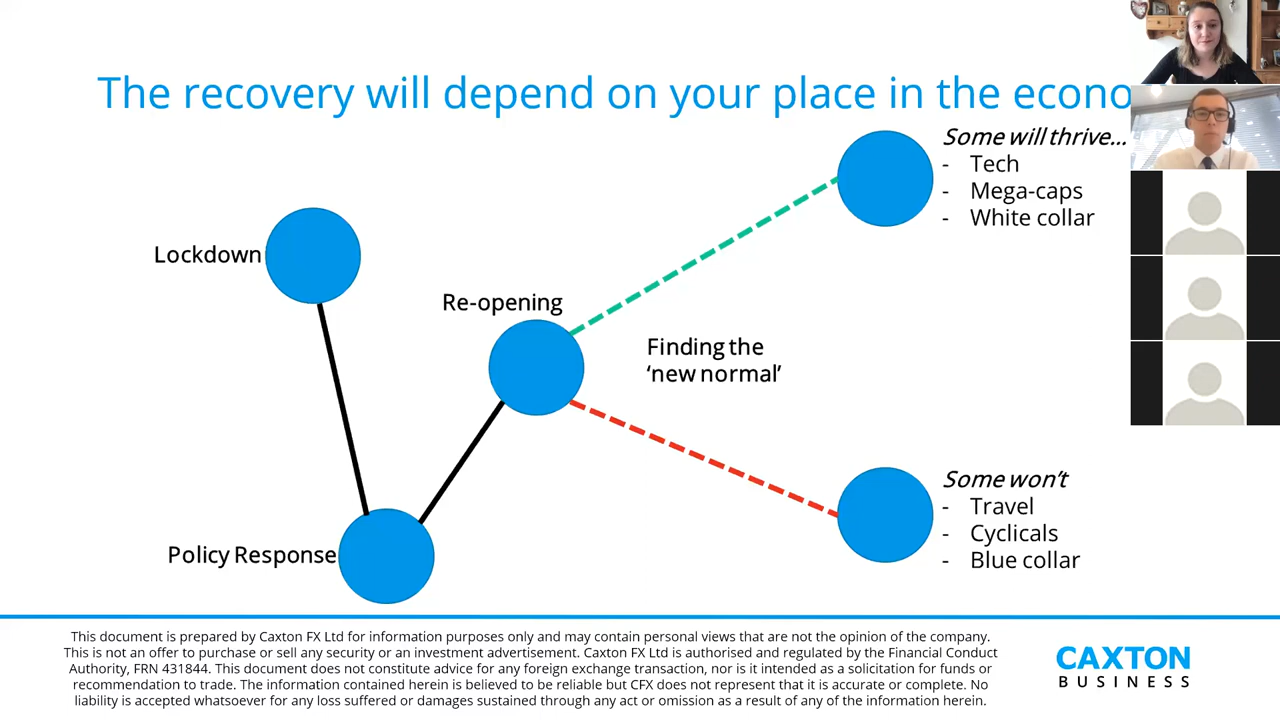 The recovery will depend on your place in the econo
Some will thrive...
- Tech
- Mega-caps
- White collar
Lockdown
Re-opening
Finding the
‘new normal’
Some won’t
- Travel
- Cyclicals
- Blue collar
Policy Response
This document is prepared by Caxton FX Ltd for information purposes only and may contain personal views that are not the opinion of the company.
This is not an offer to purchase or sell any security or an investment advertisement. Caxton FX Ltd is authorised and regulated by the Financial Conduct
Authority, FRN 431844. This document does not constitute advice for any foreign exchange transaction, nor is it intended as a solicitation for funds or
recommendation to trade. The information contained herein is believed to be reliable but CFX does not represent that it is accurate or complete. No
liability is accepted whatsoever for any loss suffered or damages sustained through any act or omission as a result of any of the information herein.
CAXTON
BUSINESS